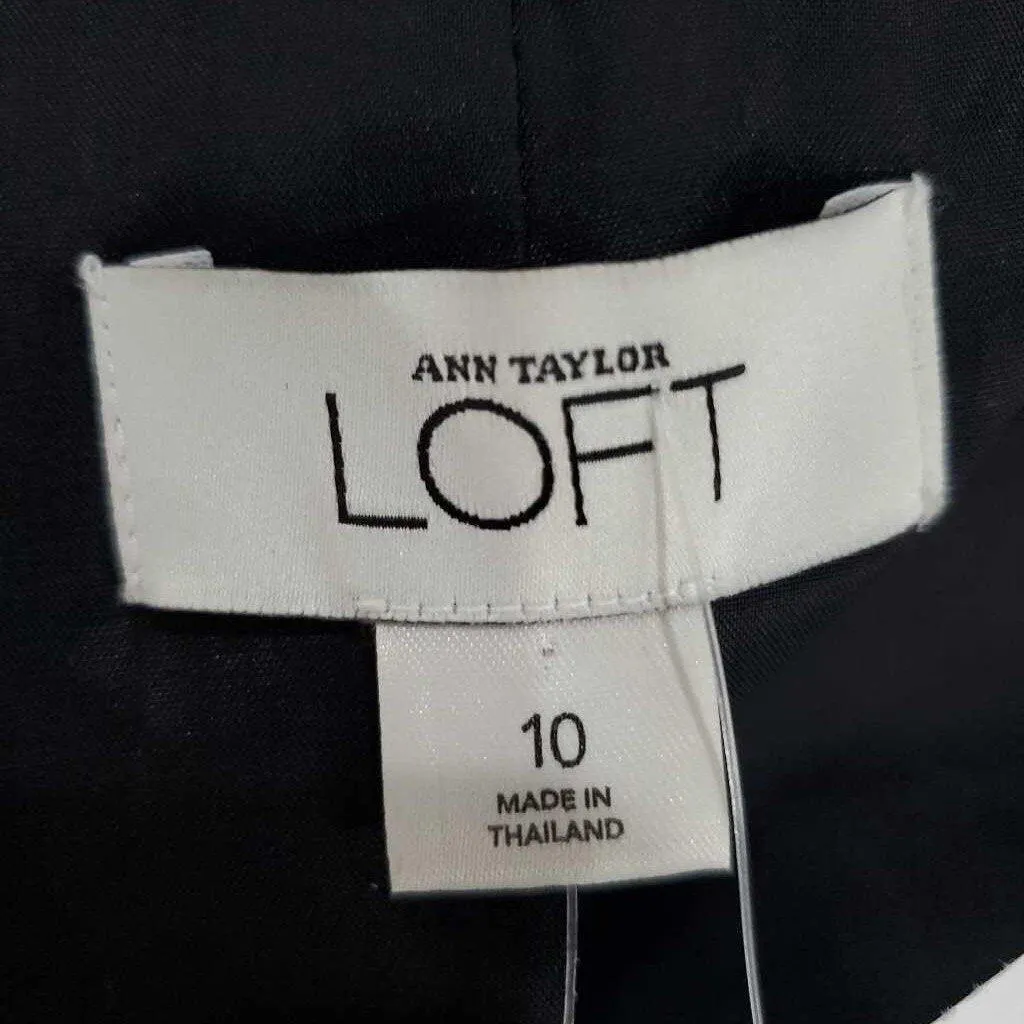 ANN TAYLOR
LOFT
10
MADE IN
THAILAND